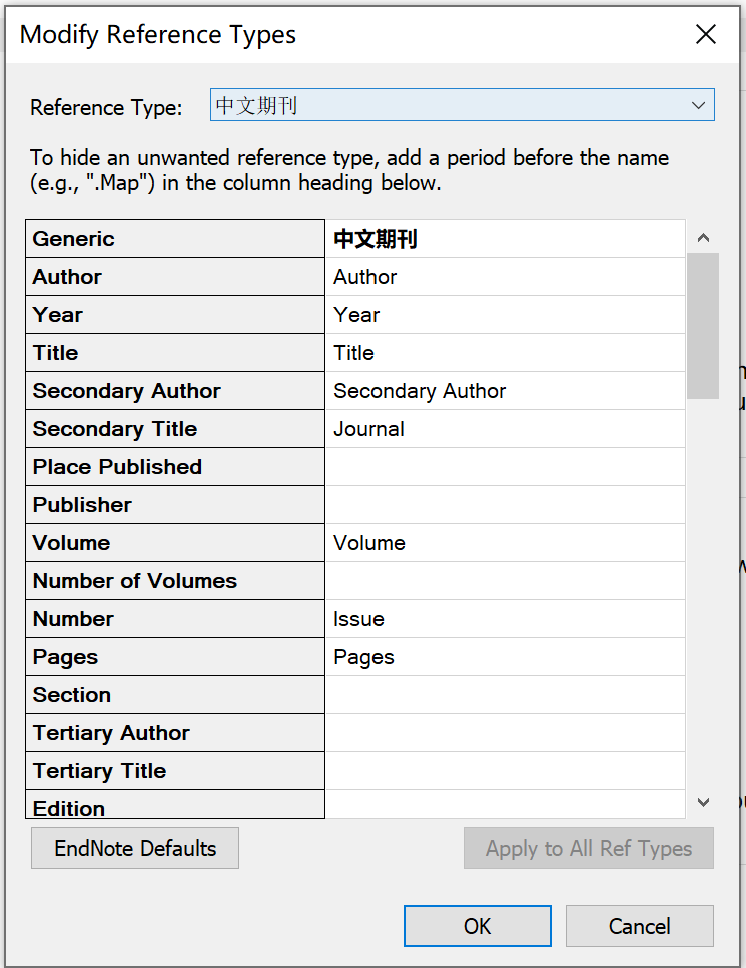 Modify Reference Types
Reference Type: 中文期刊
To hide an unwanted reference type, add a period before the name
(e.g., ".Map") in the column heading below.
Generic 中文期刊
Author Author
Year Year
Title Title
Secondary Author Secondary Author
Secondary Title Journal
Place Published
Publisher
Volume Volume
Number of Volumes
Number Issue
Pages Pages
Section
Tertiary Author
Tertiary Title
Edition
EndNote Defaults Apply to All Ref Types
OK Cancel